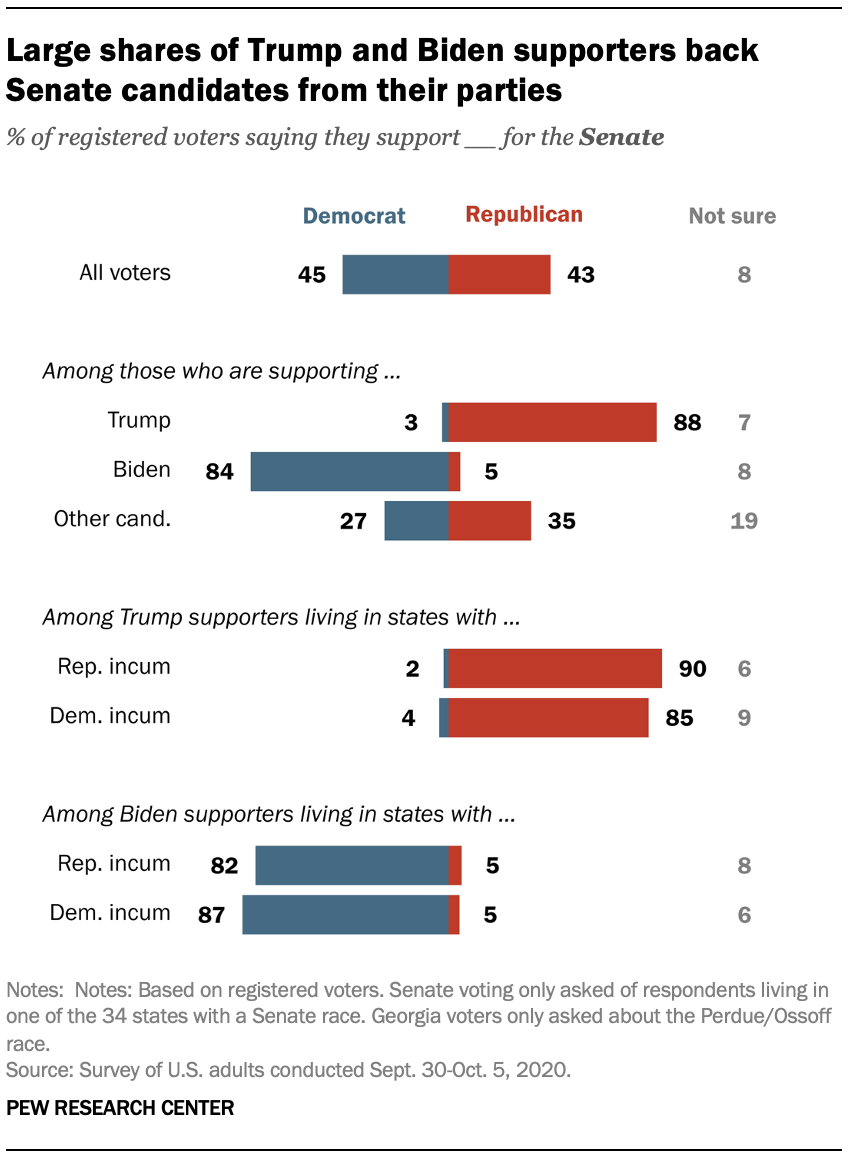 Large shares of Trump and Biden supporters back
Senate candidates from their parties
% of registered voters saying they support __ for the Senate
Democrat Republican Not sure
All voters 45 43 8
Among those who are supporting ...
Trump 3 88 7
Biden 84 5 8
Other cand. 27 35 19
Among Trump supporters living in states with ...
Rep. incum 2 90 6
Dem. incum 4 85 9
Among Biden supporters living in states with ...
Rep. incum 82 5 8
Dem. incum 87 5 6
Notes:  Notes: Based on registered voters. Senate voting only asked of respondents living in
one of the 34 states with a Senate race. Georgia voters only asked about the Perdue/Ossoff
race.
Source: Survey of U.S. adults conducted Sept. 30-Oct. 5, 2020.
PEW RESEARCH CENTER